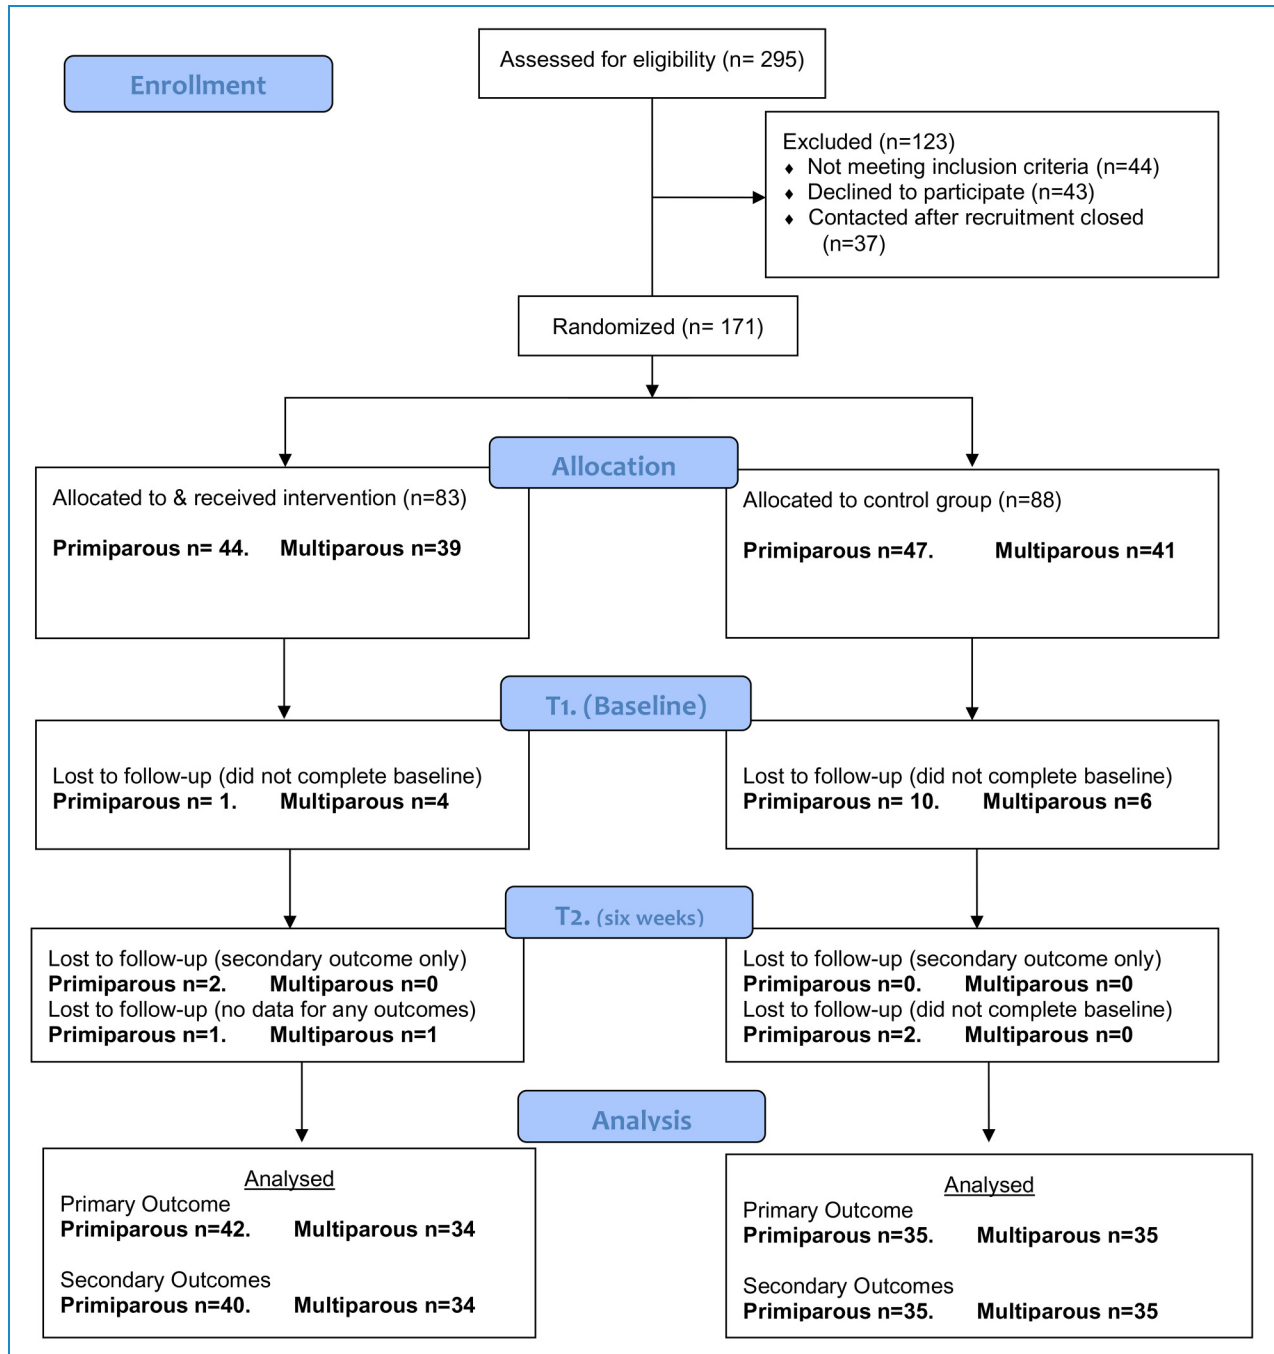 Enrollment
Assessed for eligibility (n= 295)
Excluded (n=123)
♦ Not meeting inclusion criteria (n=44)
♦ Declined to participate (n=43)
♦ Contacted after recruitment closed
(n=37)
Randomized (n= 171)
Allocation
Allocated to & received intervention (n=83)
Primiparous n= 44. Multiparous n=39
Allocated to control group (n=88)
Primiparous n=47. Multiparous n=41
T1. (Baseline)
Lost to follow-up (did not complete baseline)
Primiparous n= 1. Multiparous n=4
Lost to follow-up (did not complete baseline)
Primiparous n= 10. Multiparous n=6
T2. (six weeks)
Lost to follow-up (secondary outcome only)
Primiparous n=2. Multiparous n=0
Lost to follow-up (no data for any outcomes)
Primiparous n=1. Multiparous n=1
Lost to follow-up (secondary outcome only)
Primiparous n=0. Multiparous n=0
Lost to follow-up (did not complete baseline)
Primiparous n=2. Multiparous n=0
Analysis
Analysed
Primary Outcome
Primiparous n=42. Multiparous n=34
Secondary Outcomes
Primiparous n=40. Multiparous n=34
Analysed
Primary Outcome
Primiparous n=35. Multiparous n=35
Secondary Outcomes
Primiparous n=35. Multiparous n=35